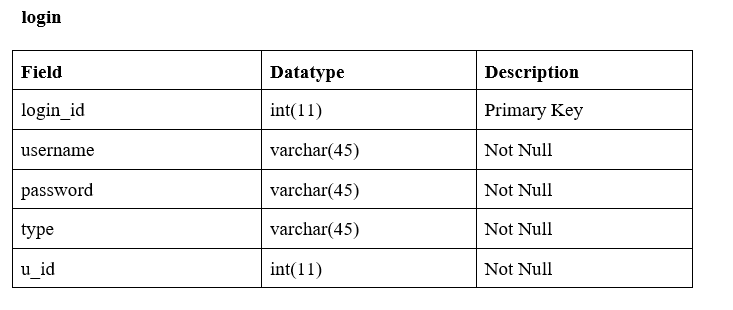 login
Field Datatype Description
login_id int(11) Primary Key
username varchar(45) Not Null
password varchar(45) Not Null
type varchar(45) Not Null
u_id int(11) Not Null